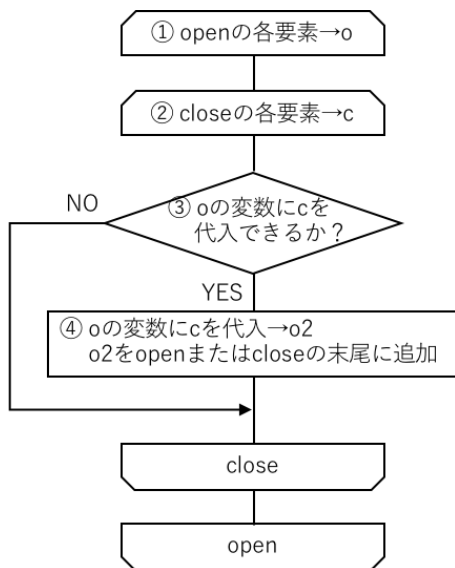 ① openの各要素→o
② closeの各要素→c
NO
③ oの変数にcを
代入できるか？
YES
④ oの変数にcを代入→o2
o2をopenまたはcloseの末尾に追加
close
open